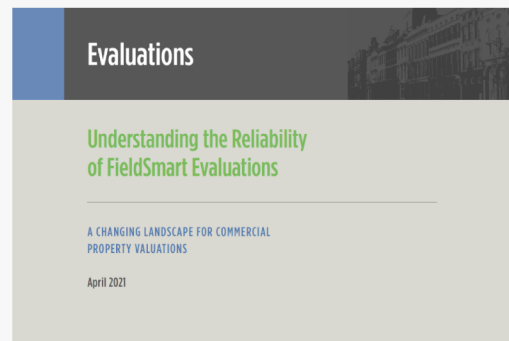 Evaluations
Understanding the Reliability
of FieldSmart Evaluations
A CHANGING LANDSCAPE FOR COMMERCIAL
PROPERTY VALUATIONS
April 2021